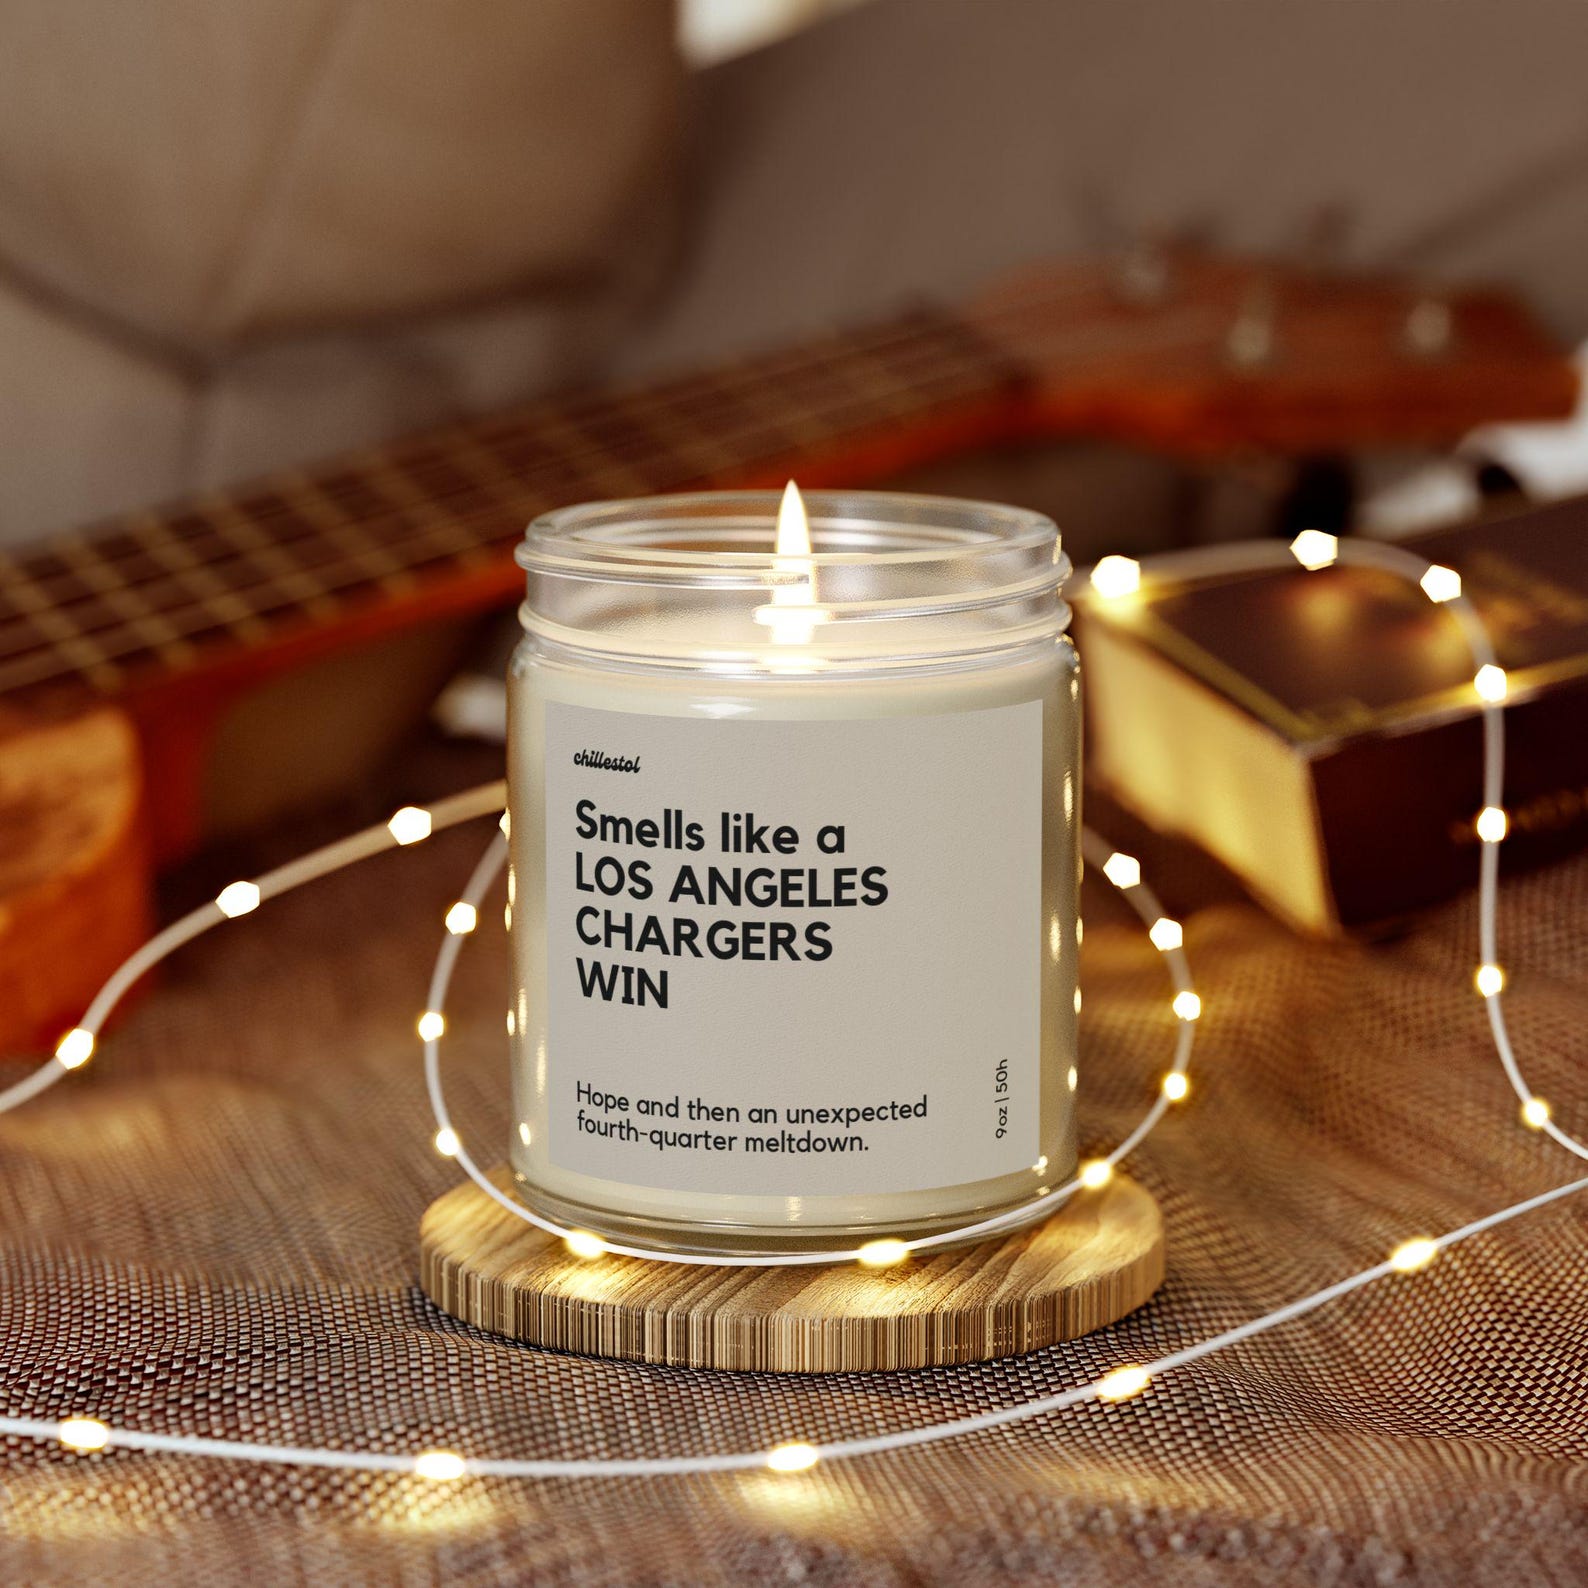 chillestol
Smells like a
LOS ANGELES
CHARGERS
WIN
Hope and then an unexpected
fourth-quarter meltdown.
9oz | 50h